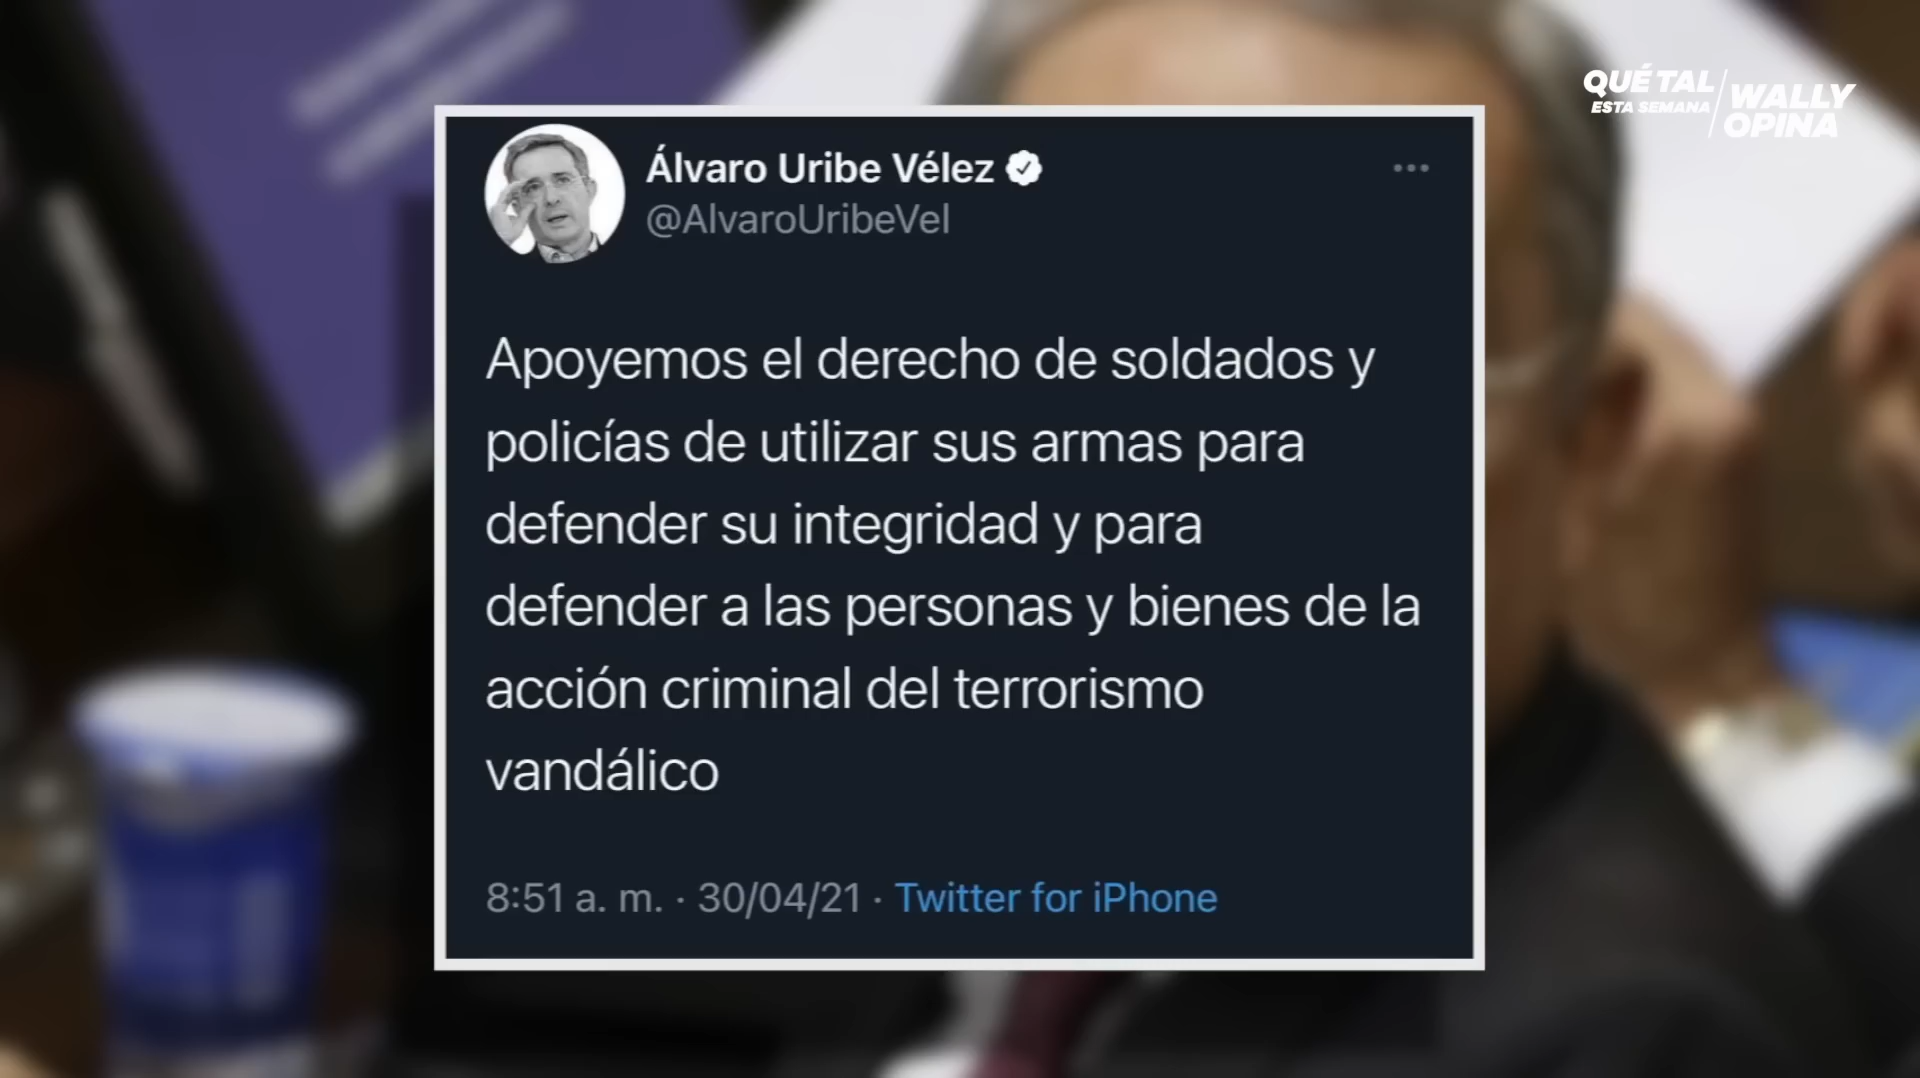 QUÉ TAL
ESTA SEMANA
WALLY
OPINA
Álvaro Uribe Vélez
@AlvaroUribeVel
Apoyemos el derecho de soldados y
policías de utilizar sus armas para
defender su integridad y para
defender a las personas y bienes de la
acción criminal del terrorismo
vandálico
8:51 a. m. · 30/04/21 · Twitter for iPhone